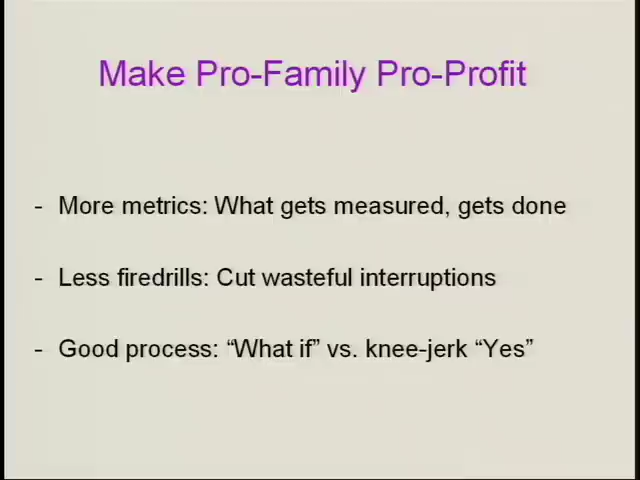 Make Pro-Family Pro-Profit
- More metrics: What gets measured, gets done
- Less firedrills: Cut wasteful interruptions
- Good process: “What if” vs. knee-jerk “Yes”